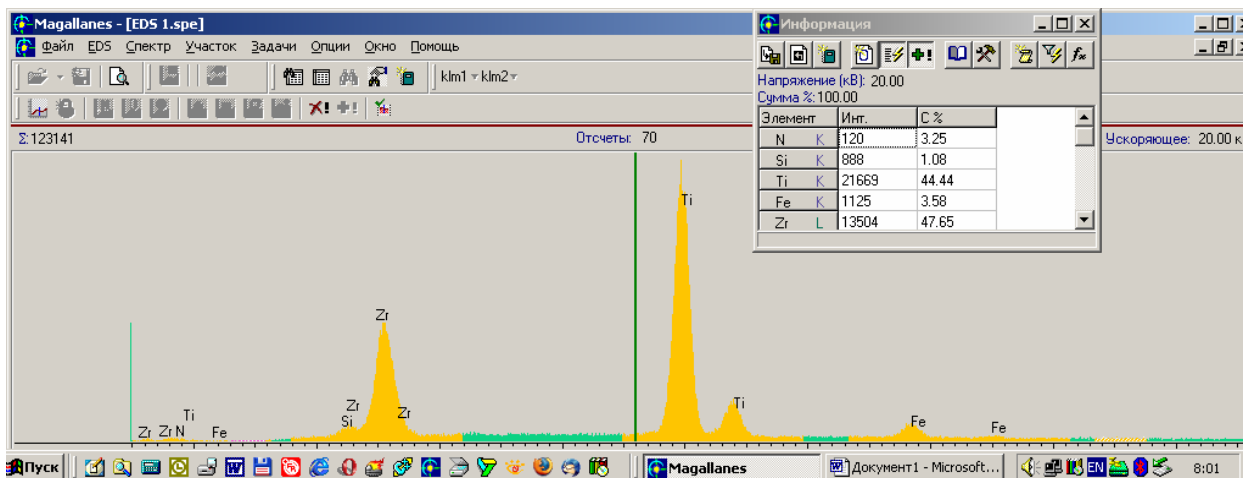 Magallanes - [EDS 1.spe]
Файл EDS Спектр Участок Задачи Опции Окно Помощь
klm1 klm2
Σ:123141 Отсчеты: 70 Ускоряющее: 20.00 к
Информация
Напряжение (кВ): 20.00
Сумма %:100.00
Элемент Инт. C %
N K 120 3.25
Si K 888 1.08
Ti K 21669 44.44
Fe K 1125 3.58
Zr L 13504 47.65
Ti
Zr
Zr
Si
Zr
Ti
Ti
Zr
Zr
N
Fe
Fe
Fe
Пуск Magallanes Документ1 - Microsoft... EN 8:01